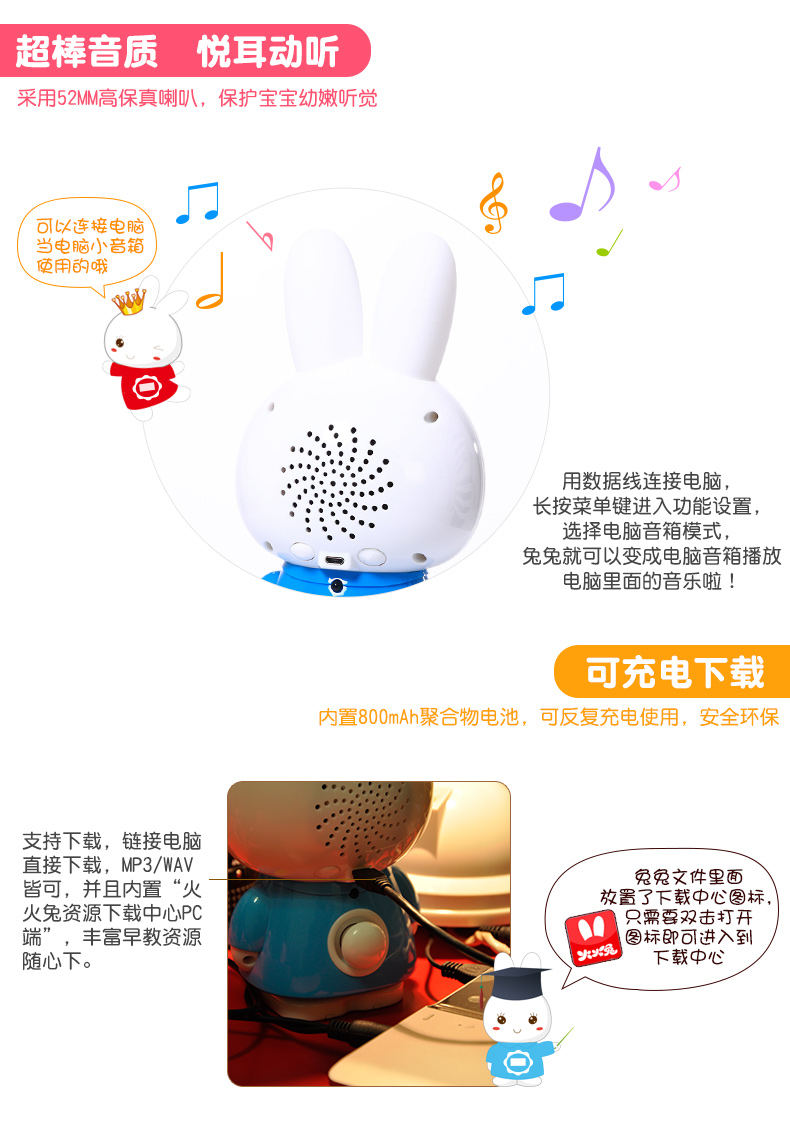 超棒音质 悦耳动听
采用52MM高保真喇叭，保护宝宝幼嫩听觉
可以连接电脑
当电脑小音箱
使用的哦
用数据线连接电脑，
长按菜单键进入功能设置，
选择电脑音箱模式，
兔兔就可以变成电脑音箱播放
电脑里面的音乐啦！
可充电下载
内置800mAh聚合物电池，可反复充电使用，安全环保
支持下载，链接电脑
直接下载，MP3/WAV
皆可，并且内置“火
火兔资源下载中心PC
端”，丰富早教资源
随心下。
兔兔文件里面
放置了下载中心图标，
只需要双击打开
图标即可进入到
下载中心
火火兔